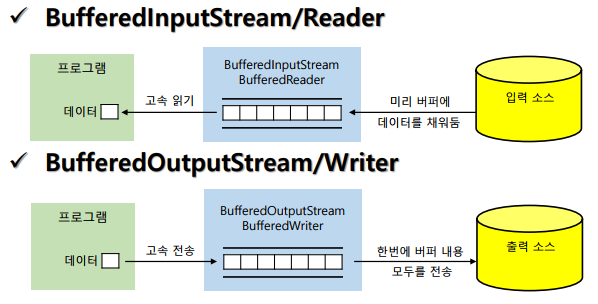 ✓ BufferedInputStream/Reader
프로그램
데이터
고속 읽기
BufferedInputStream
BufferedReader
미리 버퍼에
데이터를 채워둠
입력 소스
✓ BufferedOutputStream/Writer
프로그램
데이터
고속 전송
BufferedOutputStream
BufferedWriter
한번에 버퍼 내용
모두를 전송
출력 소스